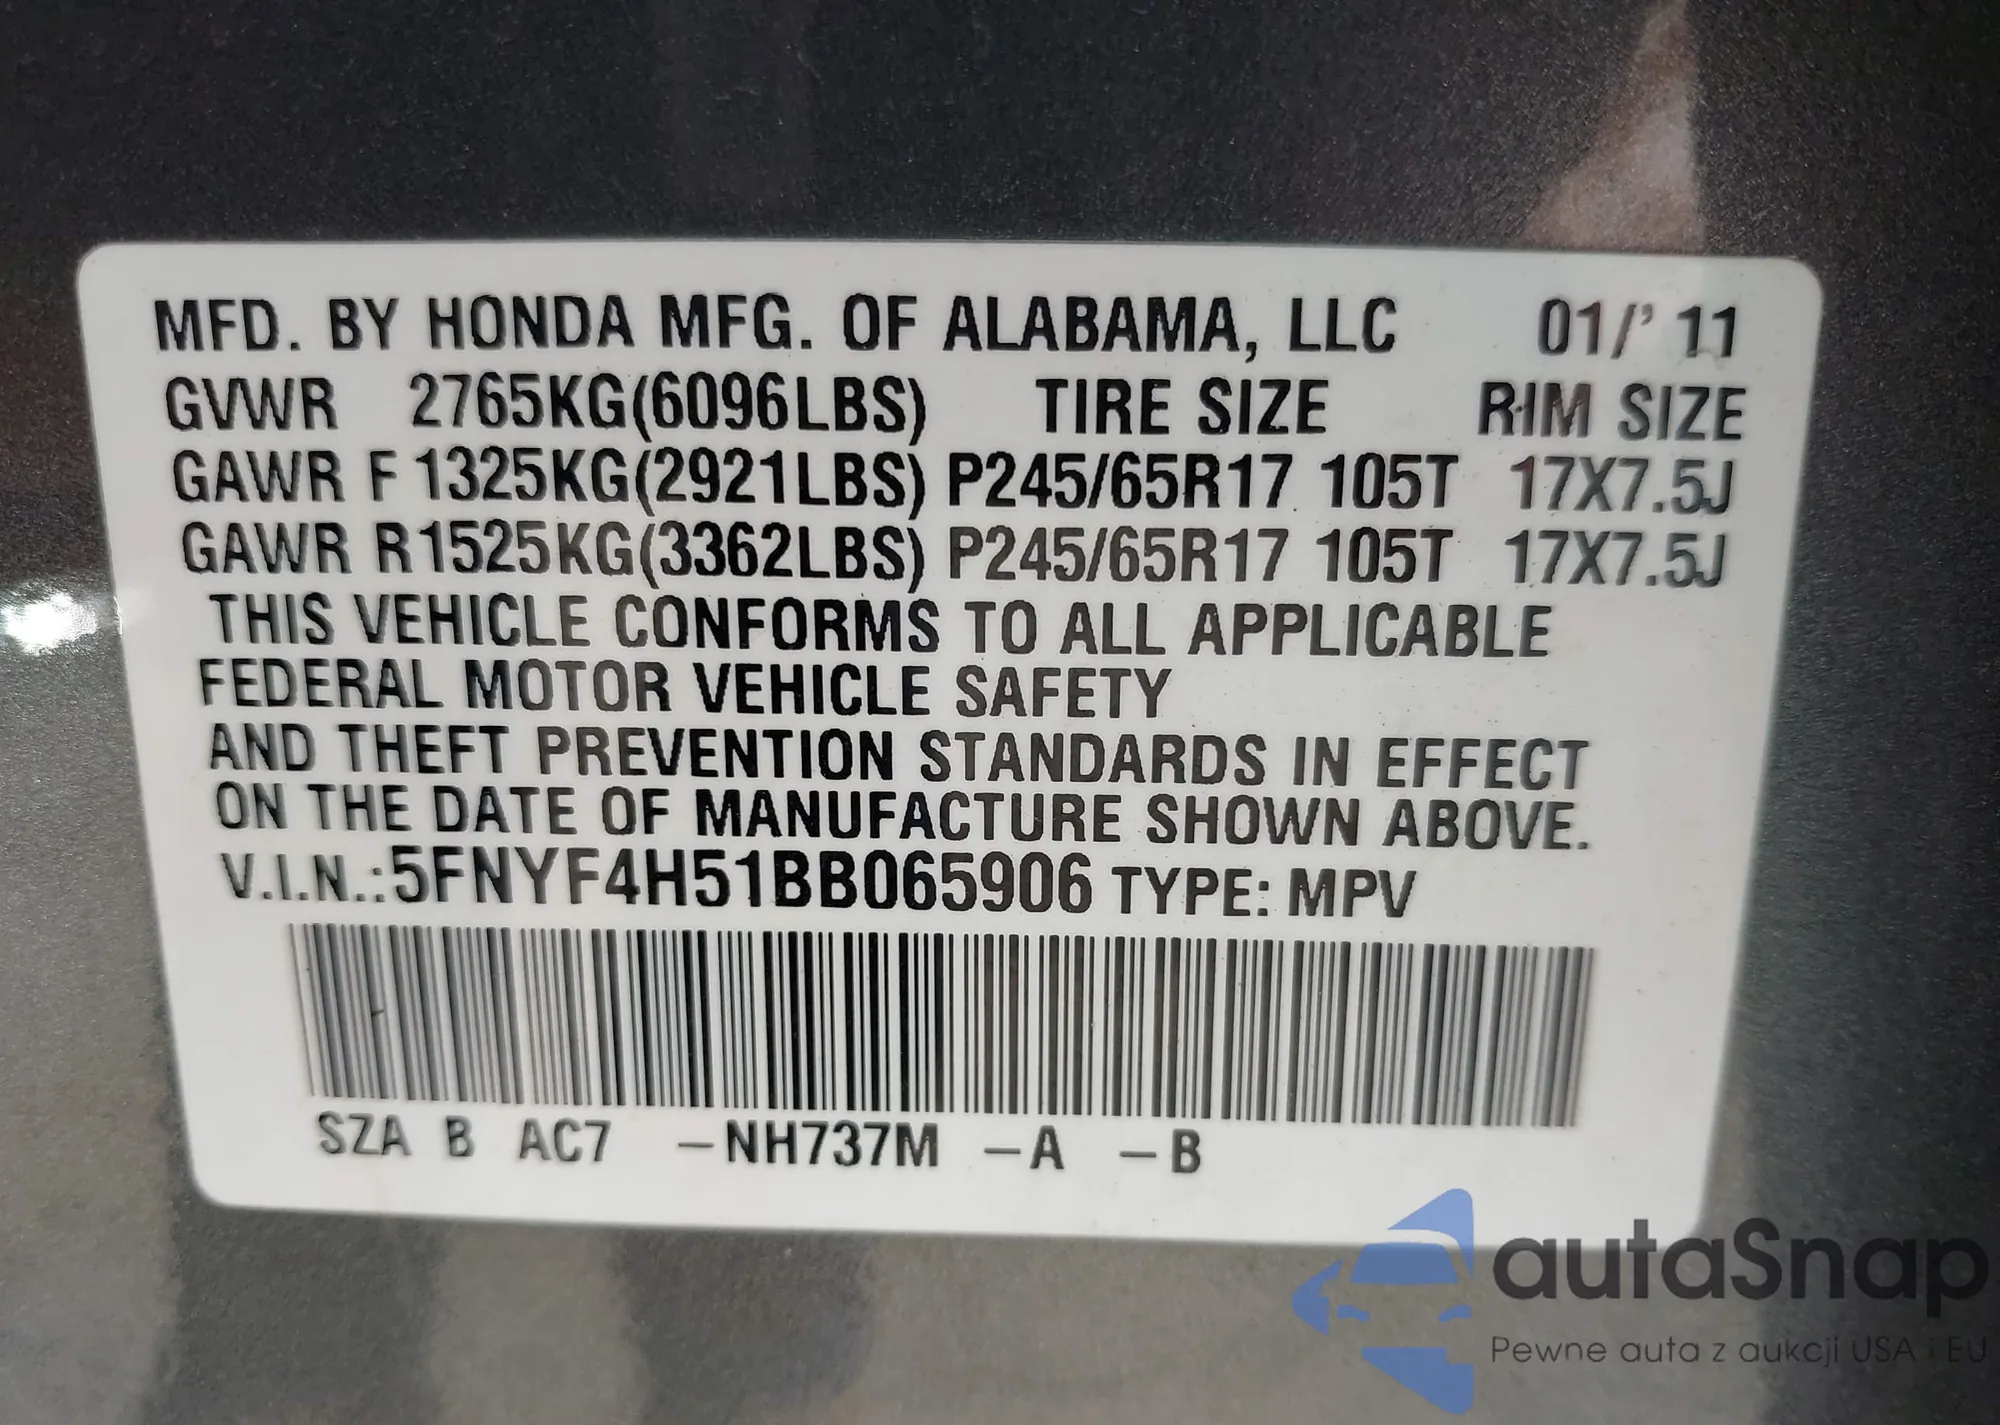 MFD. BY HONDA MFG. OF ALABAMA, LLC 01/'11
GVWR 2765KG(6096LBS) TIRE SIZE RIM SIZE
GAWR F 1325KG(2921LBS) P245/65R17 105T 17X7.5J
GAWR R 1525KG(3362LBS) P245/65R17 105T 17X7.5J
THIS VEHICLE CONFORMS TO ALL APPLICABLE
FEDERAL MOTOR VEHICLE SAFETY
AND THEFT PREVENTION STANDARDS IN EFFECT
ON THE DATE OF MANUFACTURE SHOWN ABOVE.
V.I.N.:5FNYF4H51BB065906 TYPE: MPV
SZA B AC7 –NH737M –A –B
autaSnap
Pewne auta z aukcji USA i EU